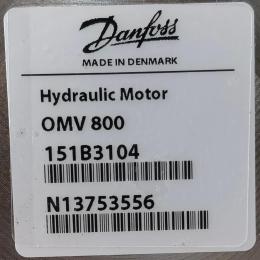 Danfoss
MADE IN DENMARK
Hydraulic Motor
OMV 800
151B3104
N13753556